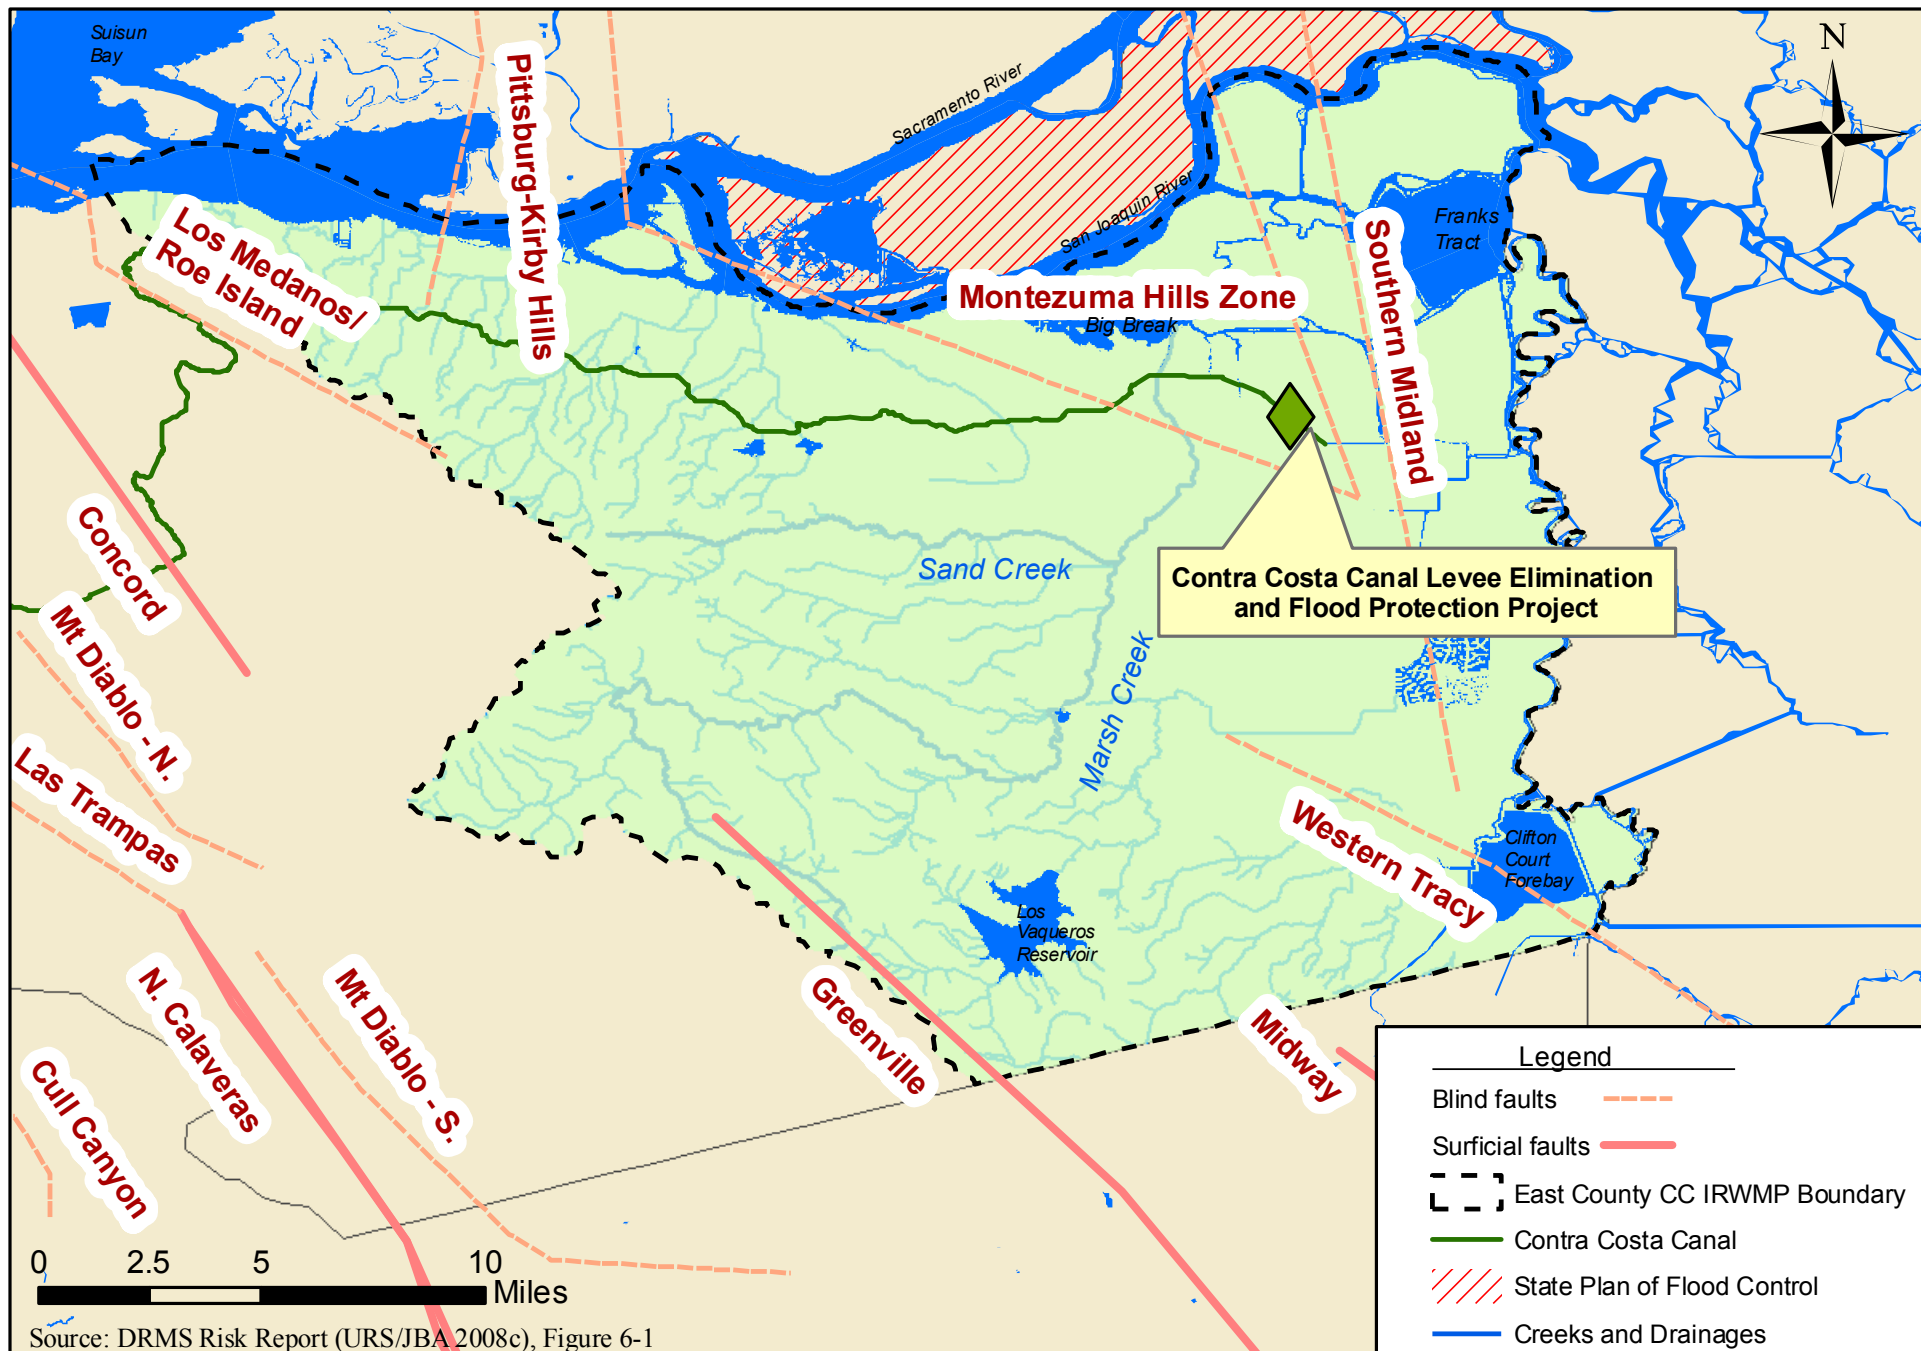 Suisun
Bay
Pittsburg-Kirby Hills
Sacramento River
N
San Joaquin River
Franks
Tract
Los Medanos/
Roe Island
Montezuma Hills Zone
Big Break
Southern Midland
Concord
Sand Creek
Contra Costa Canal Levee Elimination
and Flood Protection Project
Mt Diablo - N.
Marsh Creek
Las Trampas
Western Tracy
Clifton
Court
Forebay
Los
Vaqueros
Reservoir
N. Calaveras
Mt Diablo - S.
Greenville
Midway
Cull Canyon
Legend
Blind faults
Surficial faults
East County CC IRWMP Boundary
Contra Costa Canal
State Plan of Flood Control
Creeks and Drainages
0 2.5 5 10
Miles
Source: DRMS Risk Report (URS/JBA 2008c), Figure 6-1